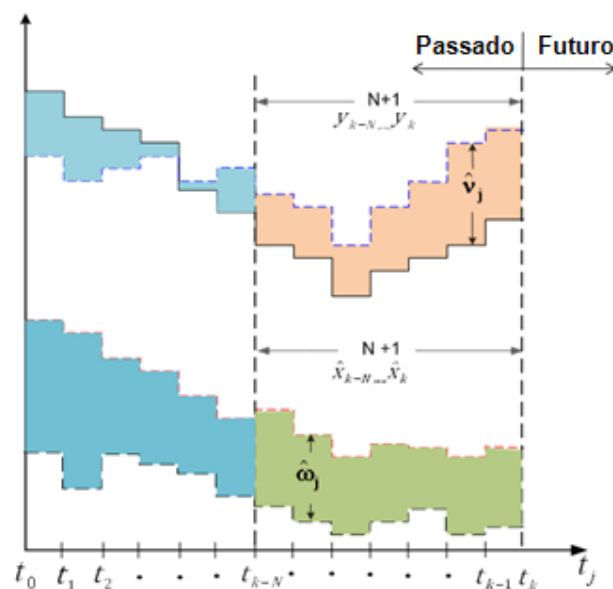 Passado Futuro
N+1
y_{k-N} ... y_k
ν̂_j
N +1
x̂_{k-N} ... x̂_k
ω̂_j
t_0 t_1 t_2 • • • t_{k-N} • • • • • t_{k-1} t_k t_j